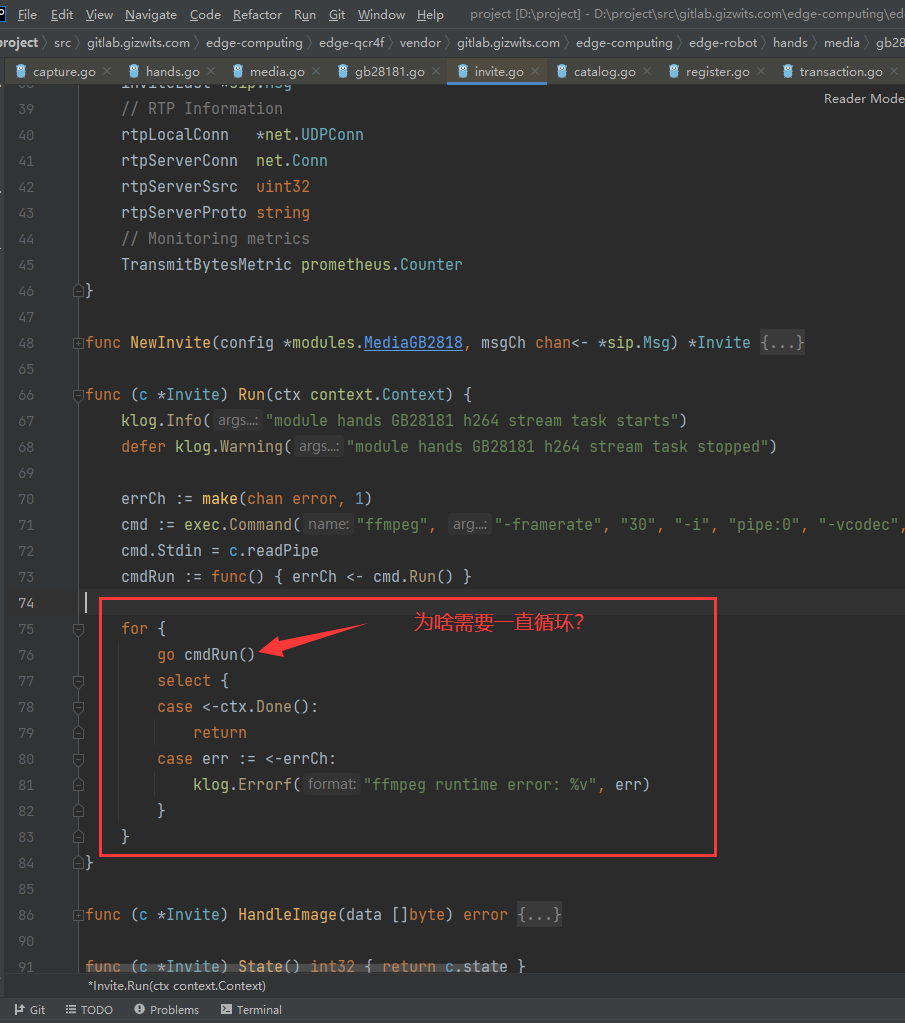 File Edit View Navigate Code Refactor Run Git Window Help project [D:\project] - D:\project\src\gitlab.gizwits.com\edge-computing\ed
project src gitlab.gizwits.com edge-computing edge-qcr4f vendor gitlab.gizwits.com edge-computing edge-robot hands media gb28
capture.go hands.go media.go gb28181.go invite.go catalog.go register.go transaction.go
Reader Mode
39 // RTP Information
40 rtpLocalConn *net.UDPConn
41 rtpServerConn net.Conn
42 rtpServerSsrc uint32
43 rtpServerProto string
44 // Monitoring metrics
45 TransmitBytesMetric prometheus.Counter
46 }
47
48 func NewInvite(config *modules.MediaGB2818, msgCh chan<- *sip.Msg) *Invite {...}
65
66 func (c *Invite) Run(ctx context.Context) {
67 klog.Info( args...: "module hands GB28181 h264 stream task starts")
68 defer klog.Warning( args...: "module hands GB28181 h264 stream task stopped")
69
70 errCh := make(chan error, 1)
71 cmd := exec.Command( name: "ffmpeg", arg...: "-framerate", "30", "-i", "pipe:0", "-vcodec",
72 cmd.Stdin = c.readPipe
73 cmdRun := func() { errCh <- cmd.Run() }
74
为啥需要一直循环?
75 for {
76 go cmdRun()
77 select {
78 case <-ctx.Done():
79 return
80 case err := <-errCh:
81 klog.Errorf( format: "ffmpeg runtime error: %v", err)
82 }
83 }
84 }
85
86 func (c *Invite) HandleImage(data []byte) error {...}
90
91 func (c *Invite) State() int32 { return c.state }
*Invite.Run(ctx context.Context)
Git TODO Problems Terminal